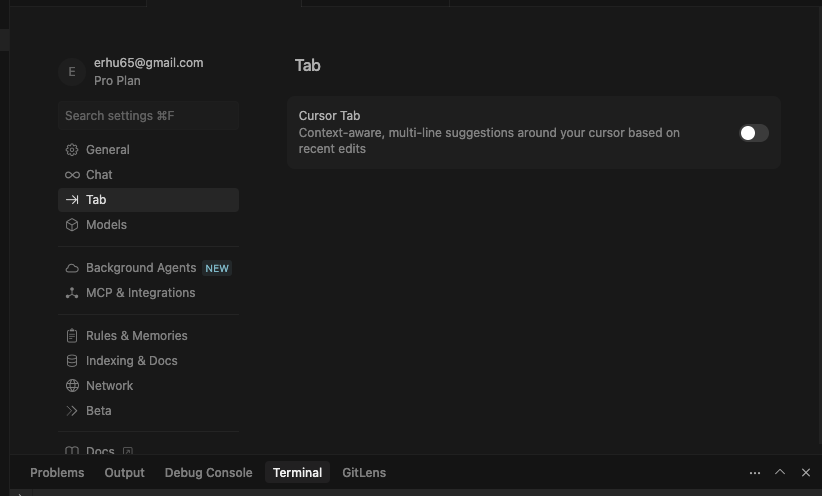 E
erhu65@gmail.com
Pro Plan
Search settings ⌘F
General
Chat
Tab
Models
Background Agents NEW
MCP & Integrations
Rules & Memories
Indexing & Docs
Network
Beta
Docs
Tab
Cursor Tab
Context-aware, multi-line suggestions around your cursor based on
recent edits
Problems Output Debug Console Terminal GitLens